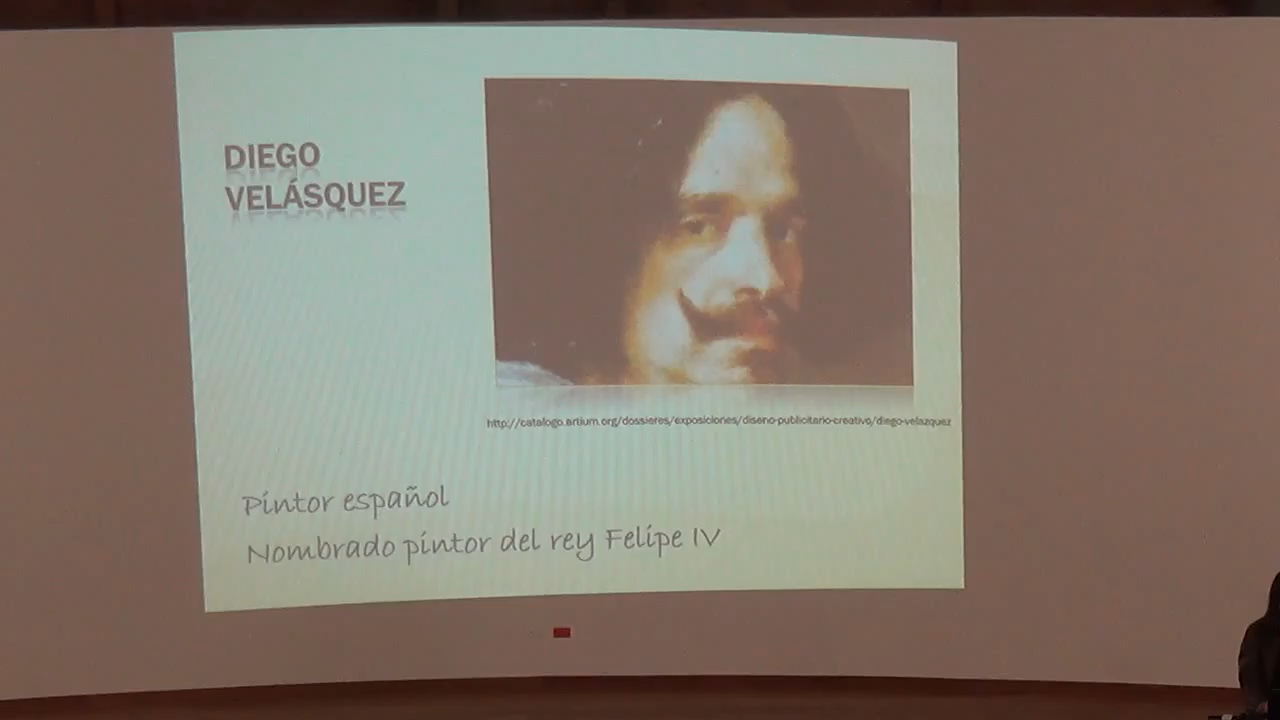 DIEGO
VELÁSQUEZ
http://catalogo.artium.org/dossieres/exposiciones/diseno-publicitario-creativo/diego-velazquez
Pintor español
Nombrado pintor del rey Felipe IV